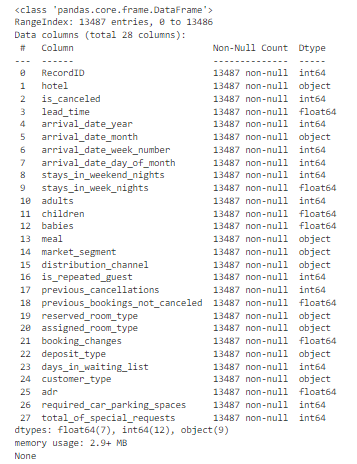 <class 'pandas.core.frame.DataFrame'>
RangeIndex: 13487 entries, 0 to 13486
Data columns (total 28 columns):
 #   Column                          Non-Null Count  Dtype
---  ------                          --------------  -----
 0   RecordID                        13487 non-null  int64
 1   hotel                           13487 non-null  object
 2   is_canceled                     13487 non-null  int64
 3   lead_time                       13487 non-null  float64
 4   arrival_date_year               13487 non-null  int64
 5   arrival_date_month              13487 non-null  object
 6   arrival_date_week_number        13487 non-null  int64
 7   arrival_date_day_of_month       13487 non-null  int64
 8   stays_in_weekend_nights         13487 non-null  int64
 9   stays_in_week_nights            13487 non-null  float64
 10  adults                          13487 non-null  int64
 11  children                        13487 non-null  float64
 12  babies                          13487 non-null  float64
 13  meal                            13487 non-null  object
 14  market_segment                  13487 non-null  object
 15  distribution_channel            13487 non-null  object
 16  is_repeated_guest               13487 non-null  int64
 17  previous_cancellations          13487 non-null  int64
 18  previous_bookings_not_canceled  13487 non-null  float64
 19  reserved_room_type              13487 non-null  object
 20  assigned_room_type              13487 non-null  object
 21  booking_changes                 13487 non-null  float64
 22  deposit_type                    13487 non-null  object
 23  days_in_waiting_list            13487 non-null  int64
 24  customer_type                   13487 non-null  object
 25  adr                             13487 non-null  float64
 26  required_car_parking_spaces     13487 non-null  int64
 27  total_of_special_requests       13487 non-null  int64
dtypes: float64(7), int64(12), object(9)
memory usage: 2.9+ MB
None